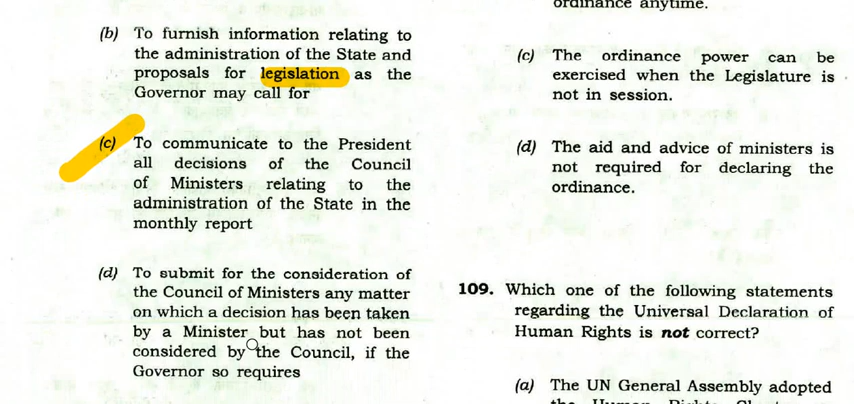 (b) To furnish information relating to
the administration of the State and
proposals for legislation as the
Governor may call for
(c) To communicate to the President
all decisions of the Council
of Ministers relating to the
administration of the State in the
monthly report
(d) To submit for the consideration of
the Council of Ministers any matter
on which a decision has been taken
by a Minister but has not been
considered by the Council, if the
Governor so requires
ordinance anytime.
(c) The ordinance power can be
exercised when the Legislature is
not in session.
(d) The aid and advice of ministers is
not required for declaring the
ordinance.
109. Which one of the following statements
regarding the Universal Declaration of
Human Rights is not correct?
(a) The UN General Assembly adopted